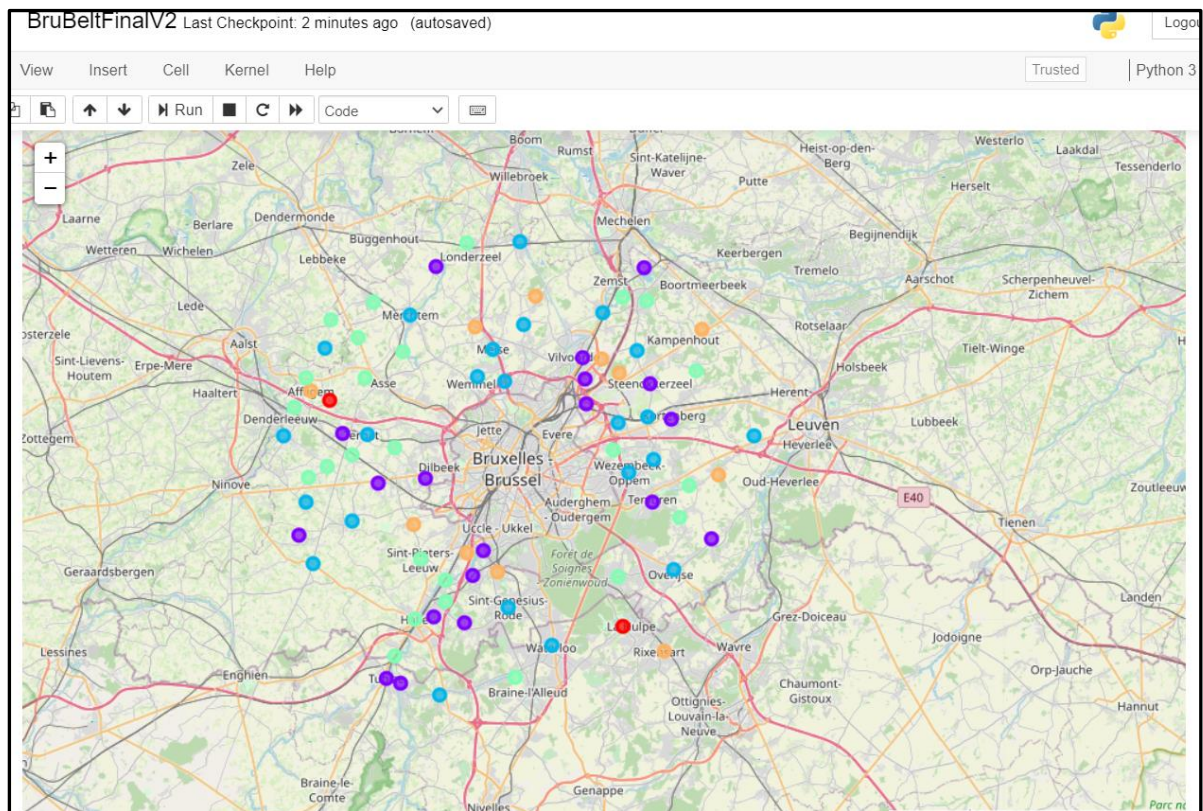 BruBeltFinalV2 Last Checkpoint: 2 minutes ago (autosaved)
Logou
View Insert Cell Kernel Help
Trusted
Python 3
Run
Code
+
−
Boom
Rumst
Sint-Katelijne-
Waver
Heist-op-den-
Berg
Westerlo
Laakdal
Tessenderlo
Zele
Willebroek
Putte
Herselt
Laarne
Berlare
Dendermonde
Mechelen
Begijnendijk
Wetteren
Wichelen
Lebbeke
Buggenhout
Londerzeel
Keerbergen
Tremelo
Aarschot
Scherpenheuvel-
Zichem
Zemst
Boortmeerbeek
Lede
Aalst
Rotselaar
Kampenhout
Tielt-Winge
Sint-Lievens-
Houtem
Erpe-Mere
Holsbeek
Asse
Wemmel
Haaltert
Herent
Lubbeek
Denderleeuw
Leuven
Heverlee
Zottegem
Jette
Evere
Bruxelles -
Brussel
Dilbeek
Wezembeek-
Oppem
Oud-Heverlee
Ninove
Zoutleeuw
E40
Auderghem
- Oudergem
Tienen
Uccle - Ukkel
Sint-Pieters-
Leeuw
Forêt de
Soignes
- Zoniënwoud
Geraardsbergen
Landen
Sint-Genesius-
Rode
Grez-Doiceau
Jodoigne
Lessines
Wavre
Orp-Jauche
Enghien
Braine-l'Alleud
Chaumont-
Gistoux
Hannut
Ottignies-
Louvain-la-
Neuve
Braine-le-
Comte
Genappe
Nivelles
Parc n